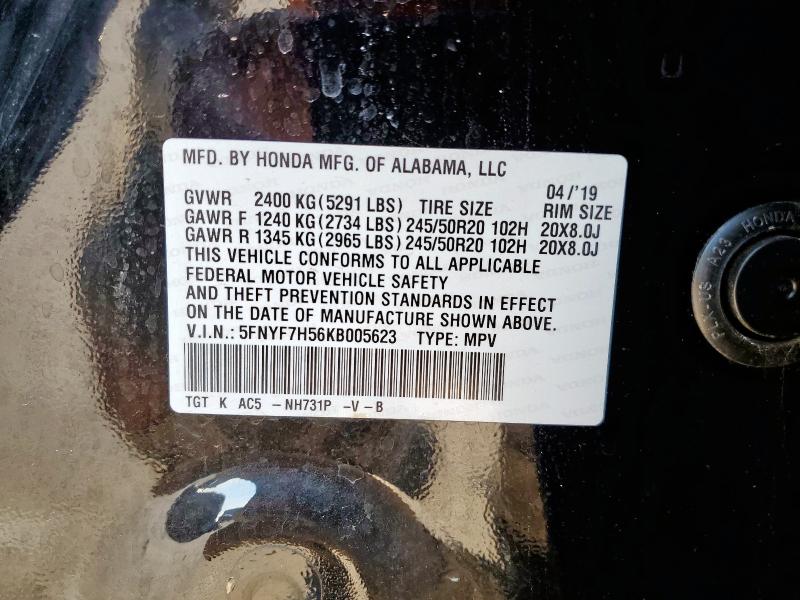 MFD. BY HONDA MFG. OF ALABAMA, LLC
04/'19
GVWR 2400 KG (5291 LBS) TIRE SIZE RIM SIZE
GAWR F 1240 KG (2734 LBS) 245/50R20 102H 20X8.0J
GAWR R 1345 KG (2965 LBS) 245/50R20 102H 20X8.0J
THIS VEHICLE CONFORMS TO ALL APPLICABLE
FEDERAL MOTOR VEHICLE SAFETY
AND THEFT PREVENTION STANDARDS IN EFFECT
ON THE DATE OF MANUFACTURE SHOWN ABOVE.
V.I.N.: 5FNYF7H56KB005623 TYPE: MPV
TGT K AC5 -NH731P -V-B
A23 HONDA